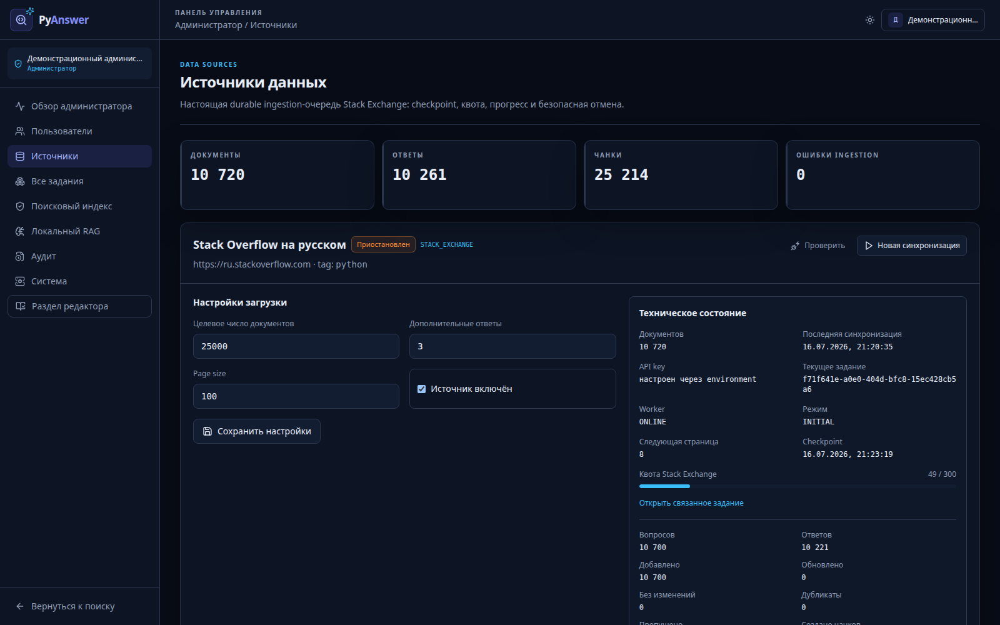 PyAnswer
ПАНЕЛЬ УПРАВЛЕНИЯ
Администратор / Источники
Д
Демонстрационн...
Демонстрационный админис...
Администратор
Обзор администратора
Пользователи
Источники
Все задания
Поисковый индекс
Локальный RAG
Аудит
Система
Раздел редактора
Вернуться к поиску
DATA SOURCES
Источники данных
Настоящая durable ingestion-очередь Stack Exchange: checkpoint, квота, прогресс и безопасная отмена.
ДОКУМЕНТЫ
10 720
ОТВЕТЫ
10 261
ЧАНКИ
25 214
ОШИБКИ INGESTION
0
Stack Overflow на русском
Приостановлен
STACK_EXCHANGE
https://ru.stackoverflow.com · tag: python
Проверить
Новая синхронизация
Настройки загрузки
Целевое число документов
25000
Дополнительные ответы
3
Page size
100
Источник включён
Сохранить настройки
Техническое состояние
Документов
10 720
Последняя синхронизация
16.07.2026, 21:20:35
API key
настроен через environment
Текущее задание
f71f641e-a0e0-404d-bfc8-15ec428cb5
a6
Worker
ONLINE
Режим
INITIAL
Следующая страница
8
Checkpoint
16.07.2026, 21:23:19
Квота Stack Exchange
49 / 300
Открыть связанное задание
Вопросов
10 700
Ответов
10 221
Добавлено
10 700
Обновлено
0
Без изменений
0
Дубликаты
0
Пропущено
Создано чанков